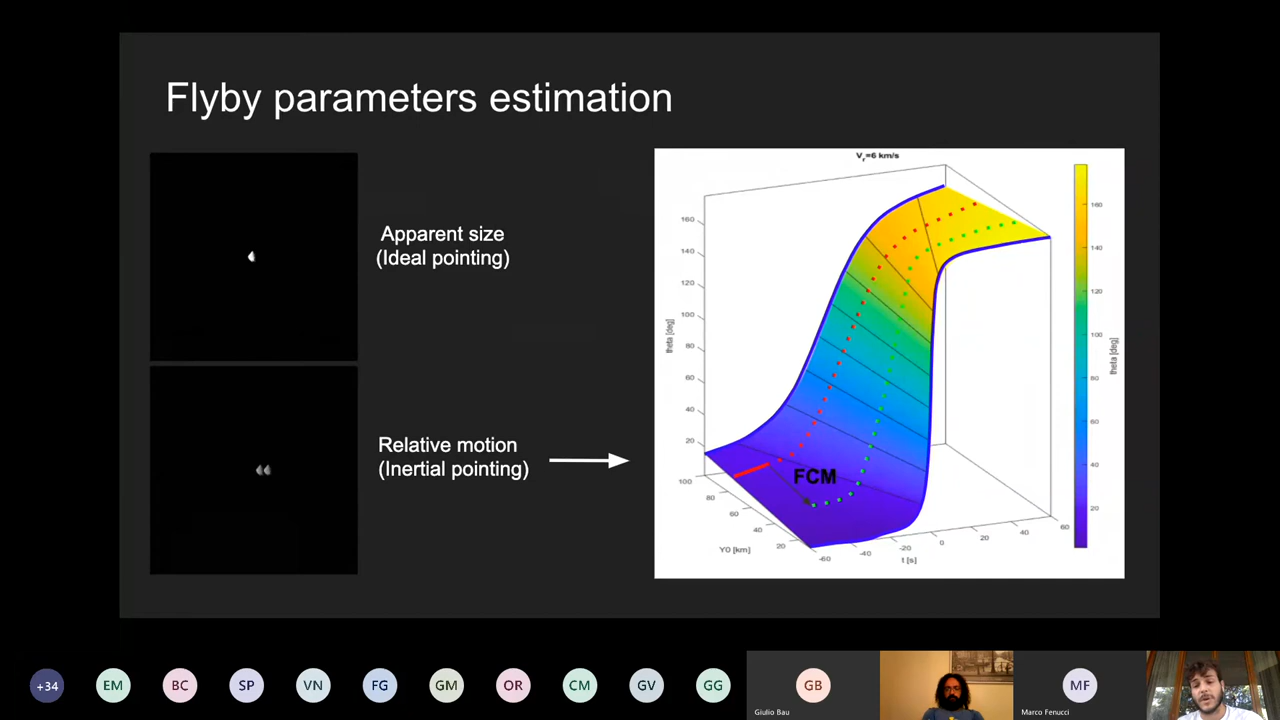 Flyby parameters estimation
Apparent size
(Ideal pointing)
Relative motion
(Inertial pointing)
Vr=6 km/s
160
140
120
100
80
60
40
20
theta [deg]
100
80
60
40
20
Y0 [km]
-60
-40
-20
0
20
40
60
t [s]
FCM
160
140
120
100
80
60
40
20
theta [deg]
+34
EM
BC
SP
VN
FG
GM
OR
CM
GV
GG
GB
Giulio Bau
MF
Marco Fenucci